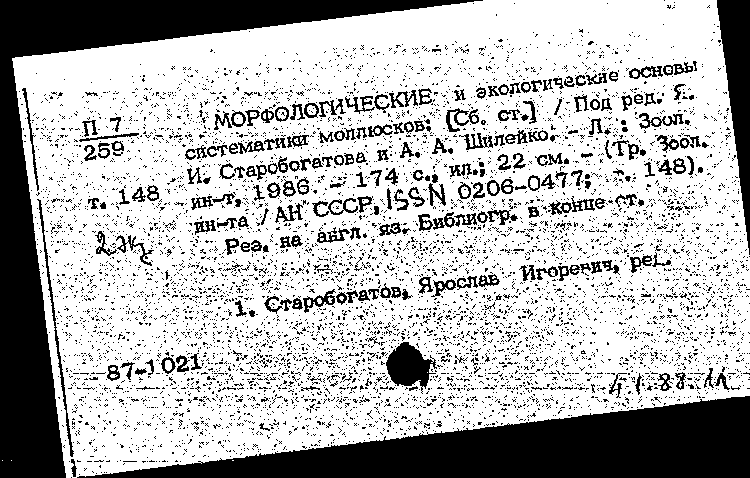 П 7
259
т. 148
2 экз
МОРФОЛОГИЧЕСКИЕ и экологические основы
систематики моллюсков: [Сб. ст.] / Под ред. Я.
И. Старобогатова и А. А. Шилейко. - Л. : Зоол.
ин-т, 1986. - 174 с., ил.; 22 см. - (Тр. Зоол.
ин-та / АН СССР, ISSN 0206-0477; т. 148).
Рез. на англ. яз. Библиогр. в конце ст.
1. Старобогатов, Ярослав Игоревич, ред.
87-1021